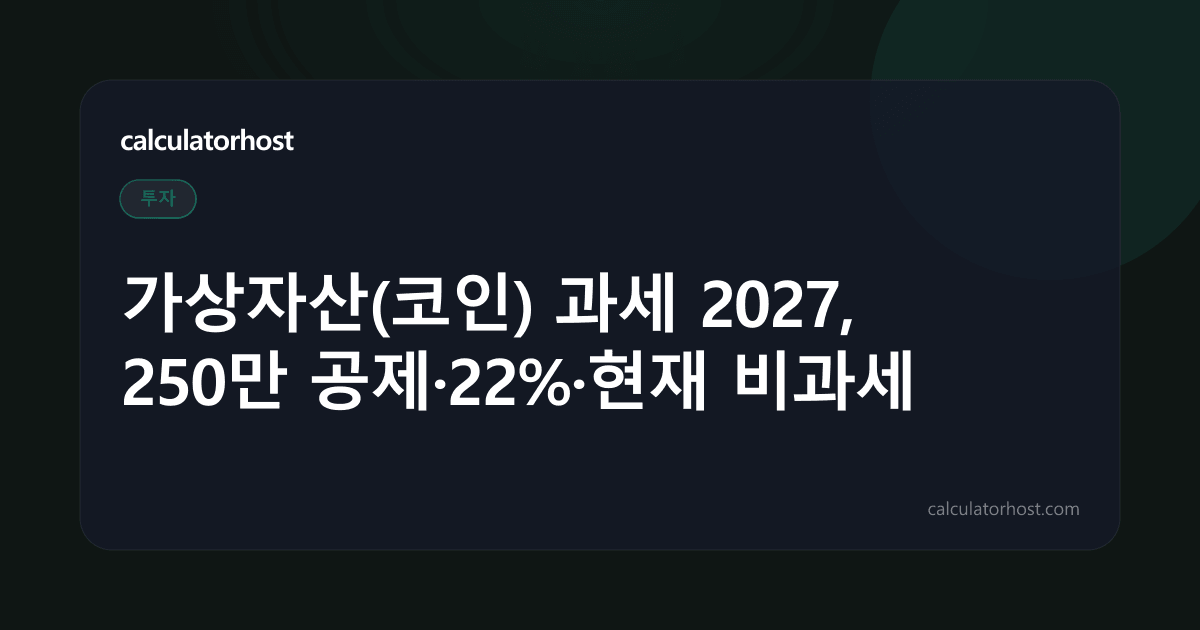 calculatorhost
투자
가상자산(코인) 과세 2027,
250만 공제·22%·현재 비과세
calculatorhost.com